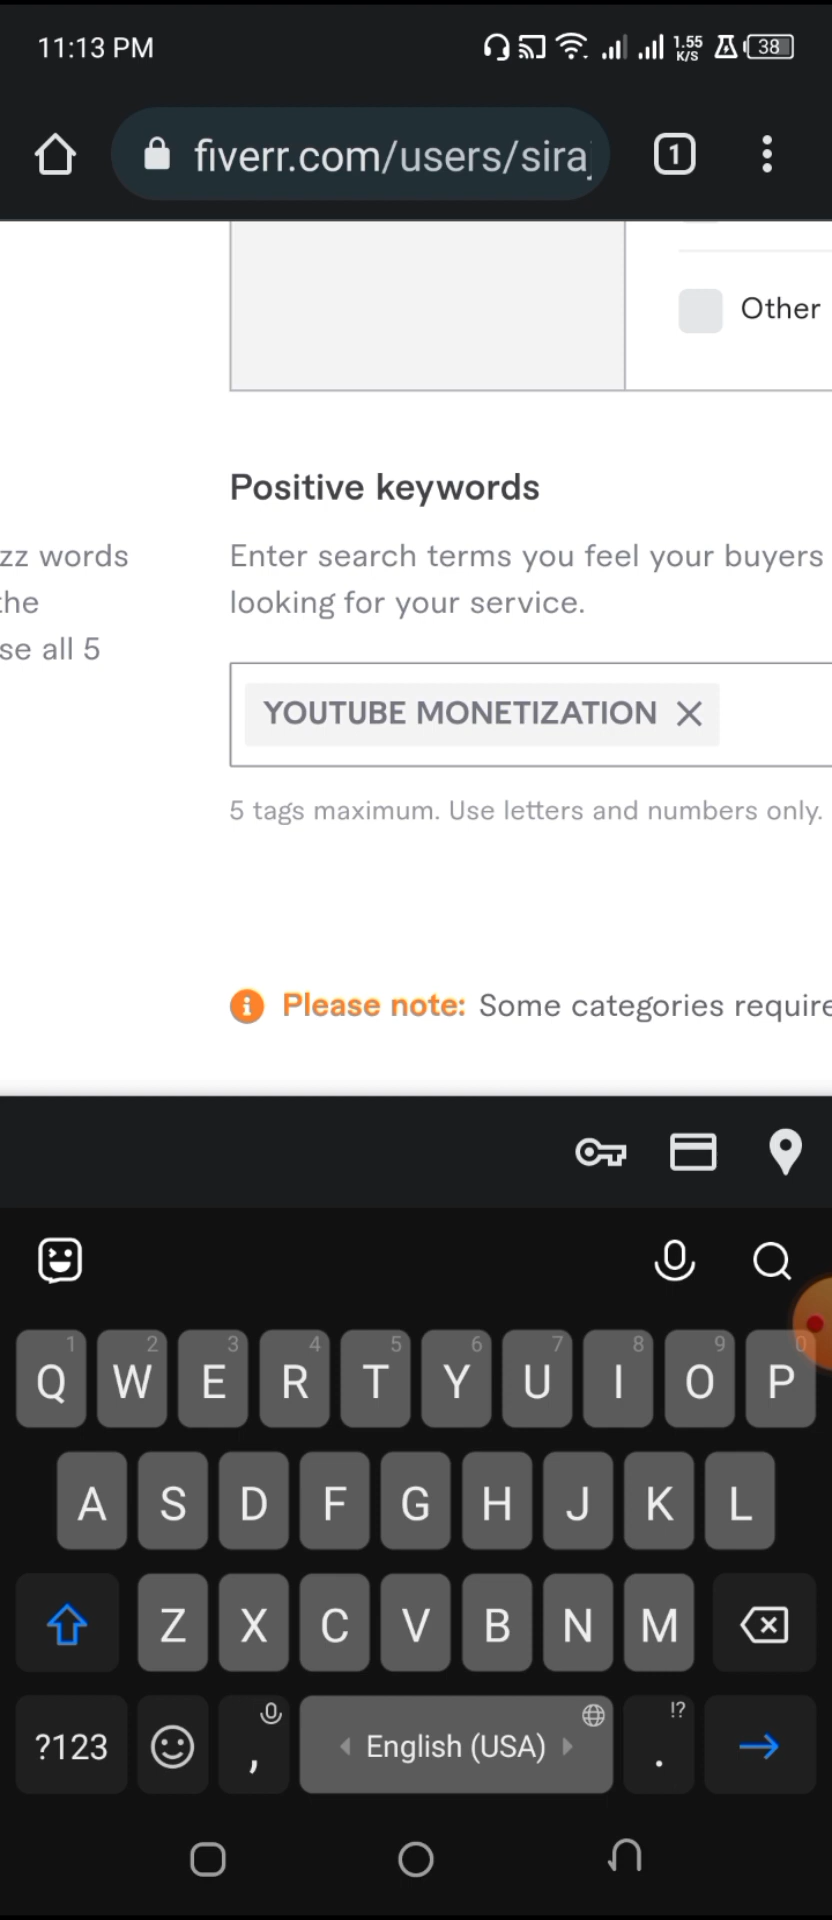 11:13 PM
1.55
K/S
38
fiverr.com/users/siraj
1
Other
Positive keywords
zz words
Enter search terms you feel your buyers
the
looking for your service.
se all 5
YOUTUBE MONETIZATION
5 tags maximum. Use letters and numbers only.
Please note: Some categories require
1 2 3 4 5 6 7 8 9 0
Q W E R T Y U I O P
A S D F G H J K L
Z X C V B N M
!?
?123 , English (USA) .